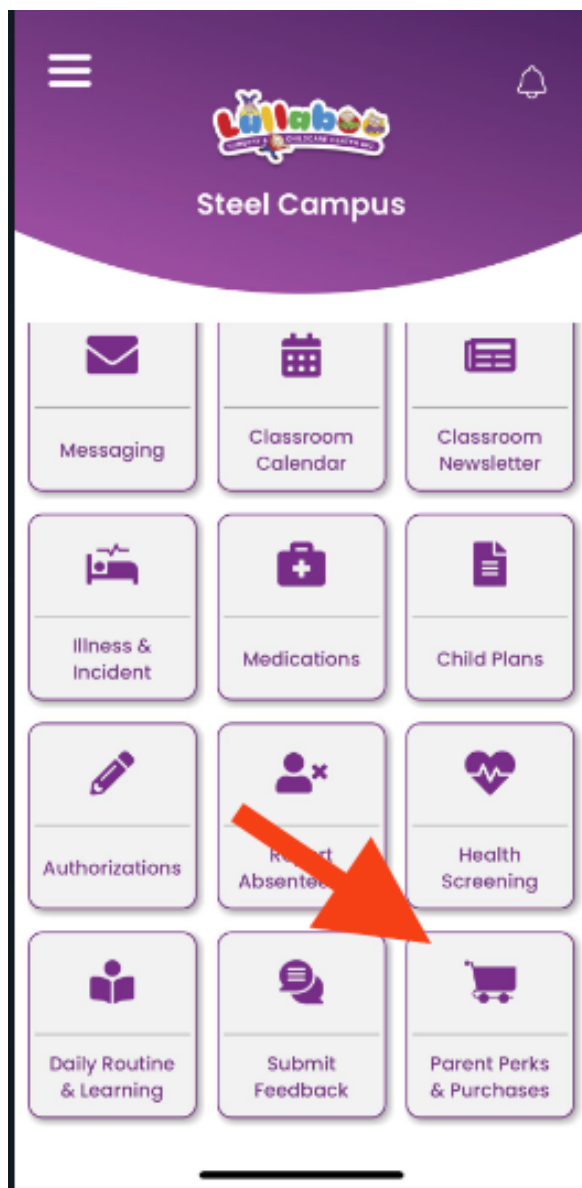 Lullaboo
Steel Campus
Messaging
Classroom
Calendar
Classroom
Newsletter
Illness &
Incident
Medications
Child Plans
Authorizations
Health
Screening
Daily Routine
& Learning
Submit
Feedback
Parent Perks
& Purchases